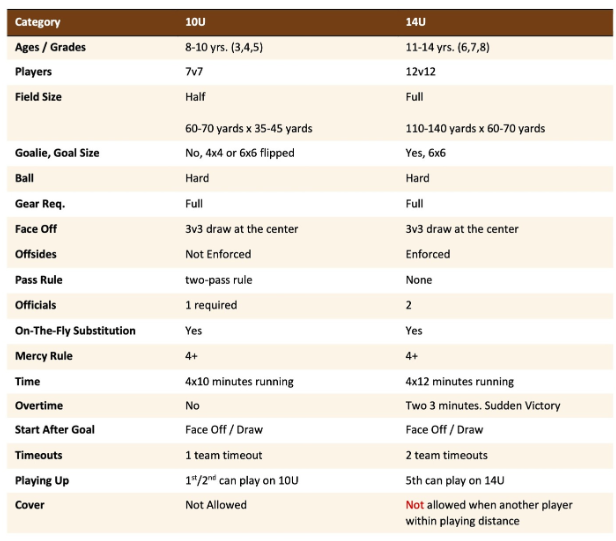 Category 10U 14U
Ages / Grades 8-10 yrs. (3,4,5) 11-14 yrs. (6,7,8)
Players 7v7 12v12
Field Size Half Full
60-70 yards x 35-45 yards 110-140 yards x 60-70 yards
Goalie, Goal Size No, 4x4 or 6x6 flipped Yes, 6x6
Ball Hard Hard
Gear Req. Full Full
Face Off 3v3 draw at the center 3v3 draw at the center
Offsides Not Enforced Enforced
Pass Rule two-pass rule None
Officials 1 required 2
On-The-Fly Substitution Yes Yes
Mercy Rule 4+ 4+
Time 4x10 minutes running 4x12 minutes running
Overtime No Two 3 minutes. Sudden Victory
Start After Goal Face Off / Draw Face Off / Draw
Timeouts 1 team timeout 2 team timeouts
Playing Up 1st/2nd can play on 10U 5th can play on 14U
Cover Not Allowed Not allowed when another player
within playing distance